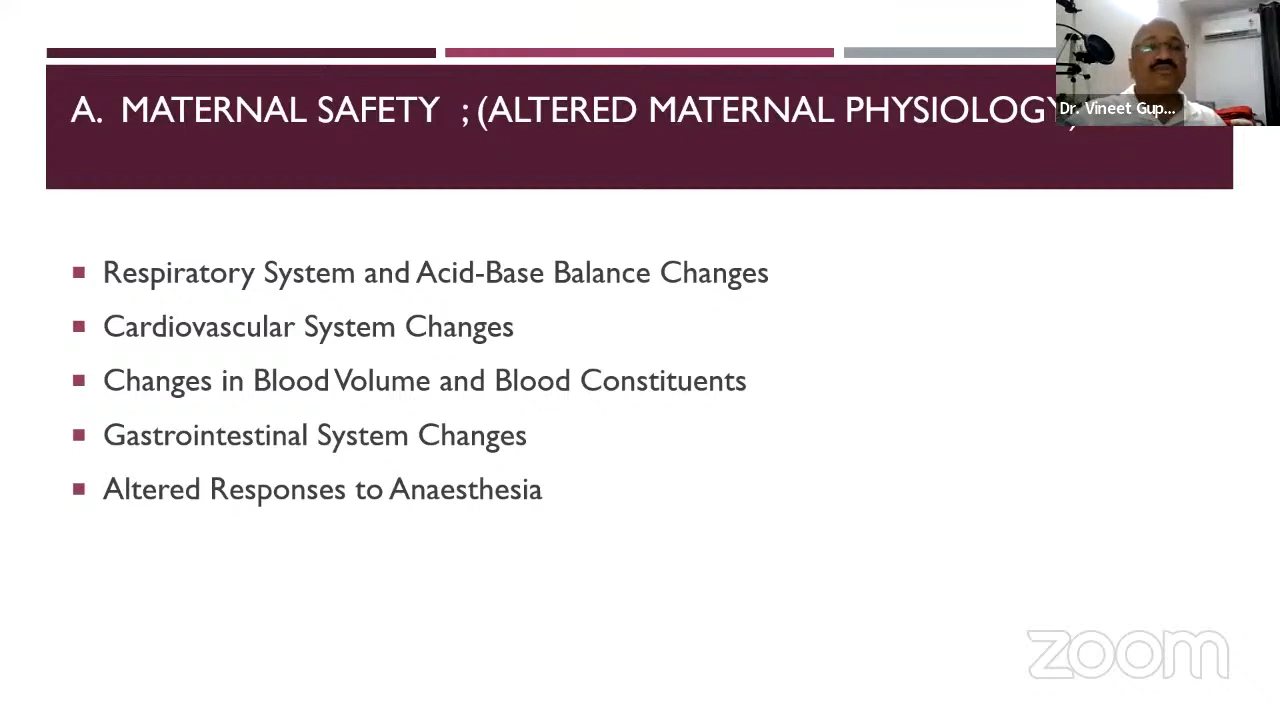 A. MATERNAL SAFETY ; (ALTERED MATERNAL PHYSIOLOGY)
Dr. Vineet Gup...
Respiratory System and Acid-Base Balance Changes
Cardiovascular System Changes
Changes in Blood Volume and Blood Constituents
Gastrointestinal System Changes
Altered Responses to Anaesthesia
zoom